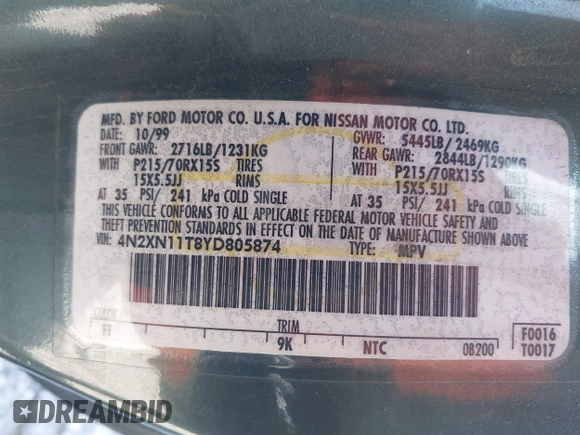 MFD. BY FORD MOTOR CO. U.S.A. FOR NISSAN MOTOR CO. LTD.
DATE: 10/99 GVWR: 5445LB/2469KG
FRONT GAWR: 2716LB/1231KG REAR GAWR: 2844LB/1290KG
WITH P215/70RX15S TIRES WITH P215/70RX15S TIRES
15X5.5JJ RINS 15X5.5JJ RINS
AT 35 PSI/ 241 kPa COLD SINGLE AT 35 PSI/ 241 kPa COLD SINGLE
THIS VEHICLE CONFORMS TO ALL APPLICABLE FEDERAL MOTOR VEHICLE SAFETY AND
THEFT PREVENTION STANDARDS IN EFFECT ON THE DATE OF MANUFACTURE SHOWN ABOVE
VIN: 4N2XN11T8YD805874 TYPE: MPV
COLOR
FI TRIM F0016
9K NTC 0B200 T0017
DREAMBID